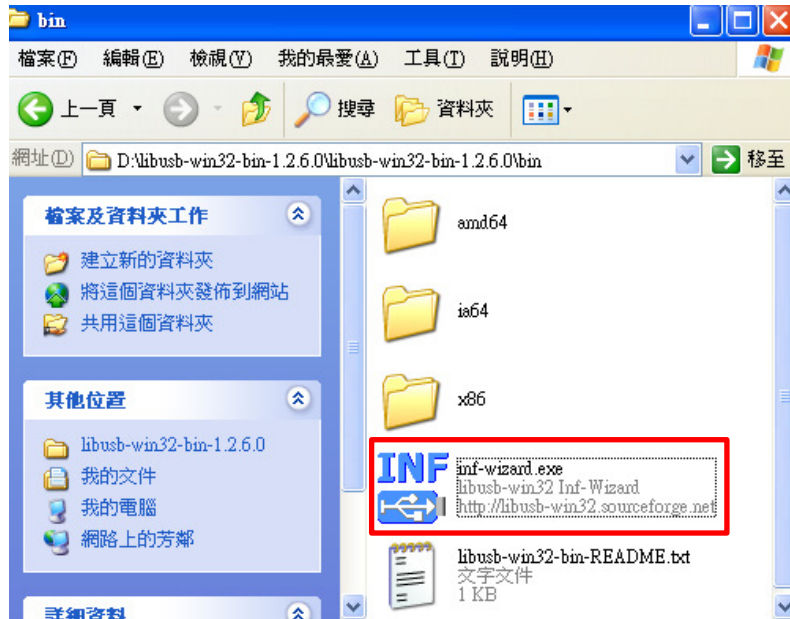 bin
檔案(F) 編輯(E) 檢視(V) 我的最愛(A) 工具(T) 說明(H)
上一頁 搜尋 資料夾
網址(D) D:\libusb-win32-bin-1.2.6.0\libusb-win32-bin-1.2.6.0\bin 移至
檔案及資料夾工作
建立新的資料夾
將這個資料夾發佈到網站
共用這個資料夾
其他位置
libusb-win32-bin-1.2.6.0
我的文件
我的電腦
網路上的芳鄰
詳細資料
amd64
ia64
x86
INF
inf-wizard.exe
libusb-win32 Inf-Wizard
http://libusb-win32.sourceforge.net
libusb-win32-bin-README.txt
文字文件
1 KB